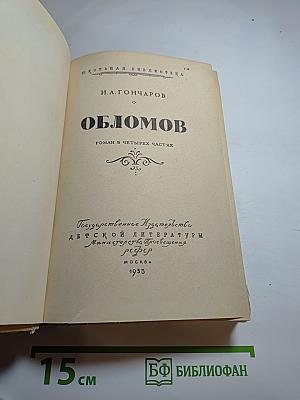 ШКОЛЬНАЯ БИБЛИОТЕКА
И.А. ГОНЧАРОВ
ОБЛОМОВ
РОМАН В ЧЕТЫРЕХ ЧАСТЯХ
Государственное Издательство
ДЕТСКОЙ ЛИТЕРАТУРЫ
Министерства Просвещения
РСФСР
МОСКВА
1955
15 см
БФ БИБЛИОФАН